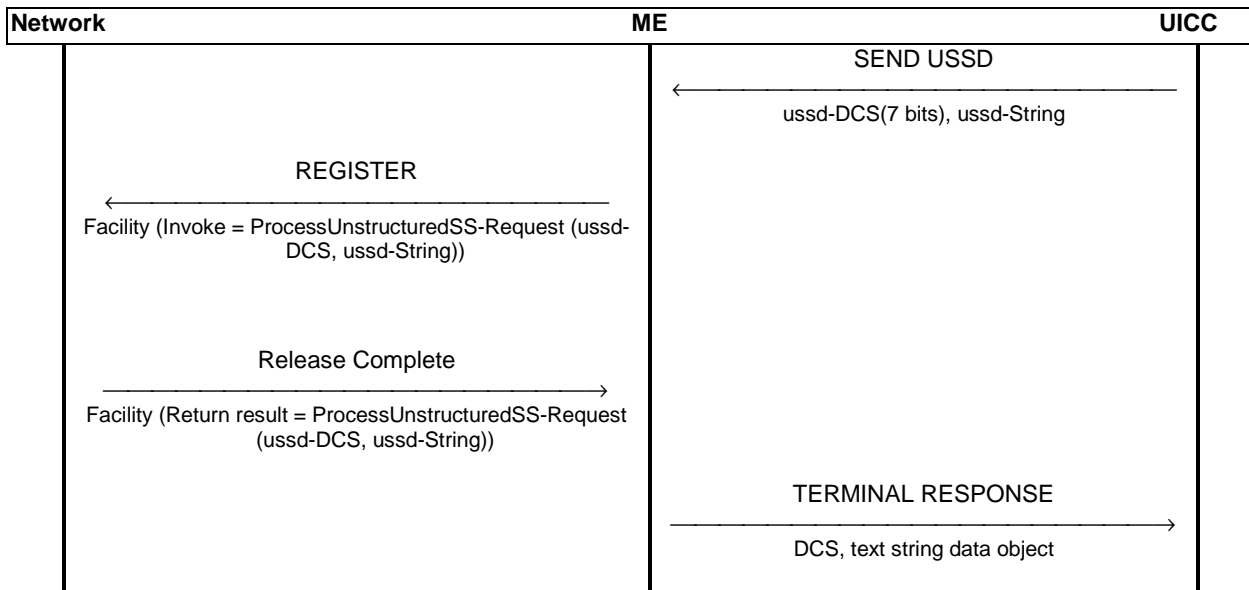 Network ME UICC
SEND USSD
ussd-DCS(7 bits), ussd-String
REGISTER
Facility (Invoke = ProcessUnstructuredSS-Request (ussd-
DCS, ussd-String))
Release Complete
Facility (Return result = ProcessUnstructuredSS-Request
(ussd-DCS, ussd-String))
TERMINAL RESPONSE
DCS, text string data object